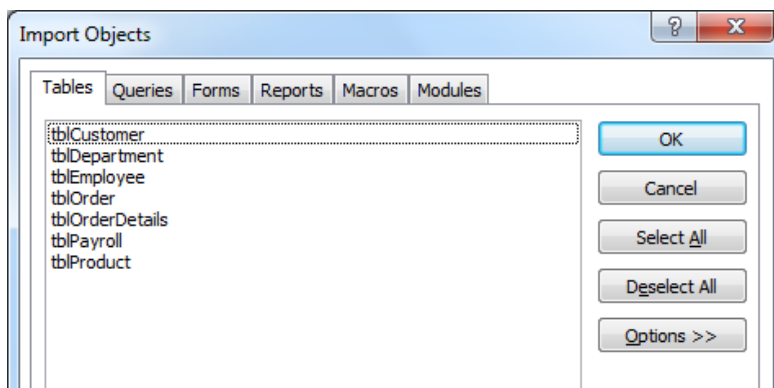 Import Objects
?
Tables Queries Forms Reports Macros Modules
tblCustomer
tblDepartment
tblEmployee
tblOrder
tblOrderDetails
tblPayroll
tblProduct
OK
Cancel
Select All
Deselect All
Options >>